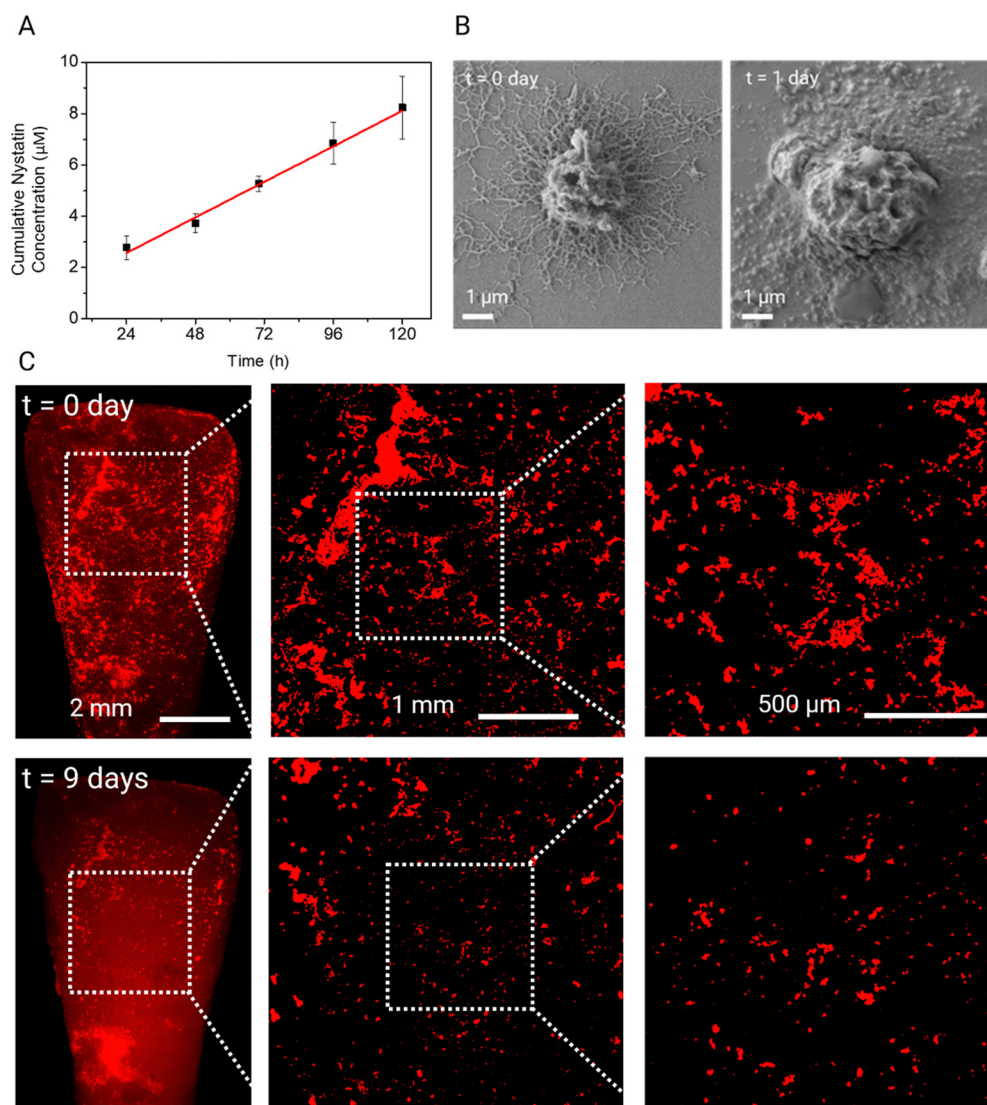 A
10
8
6
4
2
0
24
48
72
96
120
Cumulative Nystatin
Concentration (µM)
Time (h)
B
t = 0 day
1 µm
t = 1 day
1 µm
C
t = 0 day
2 mm
1 mm
500 µm
t = 9 days